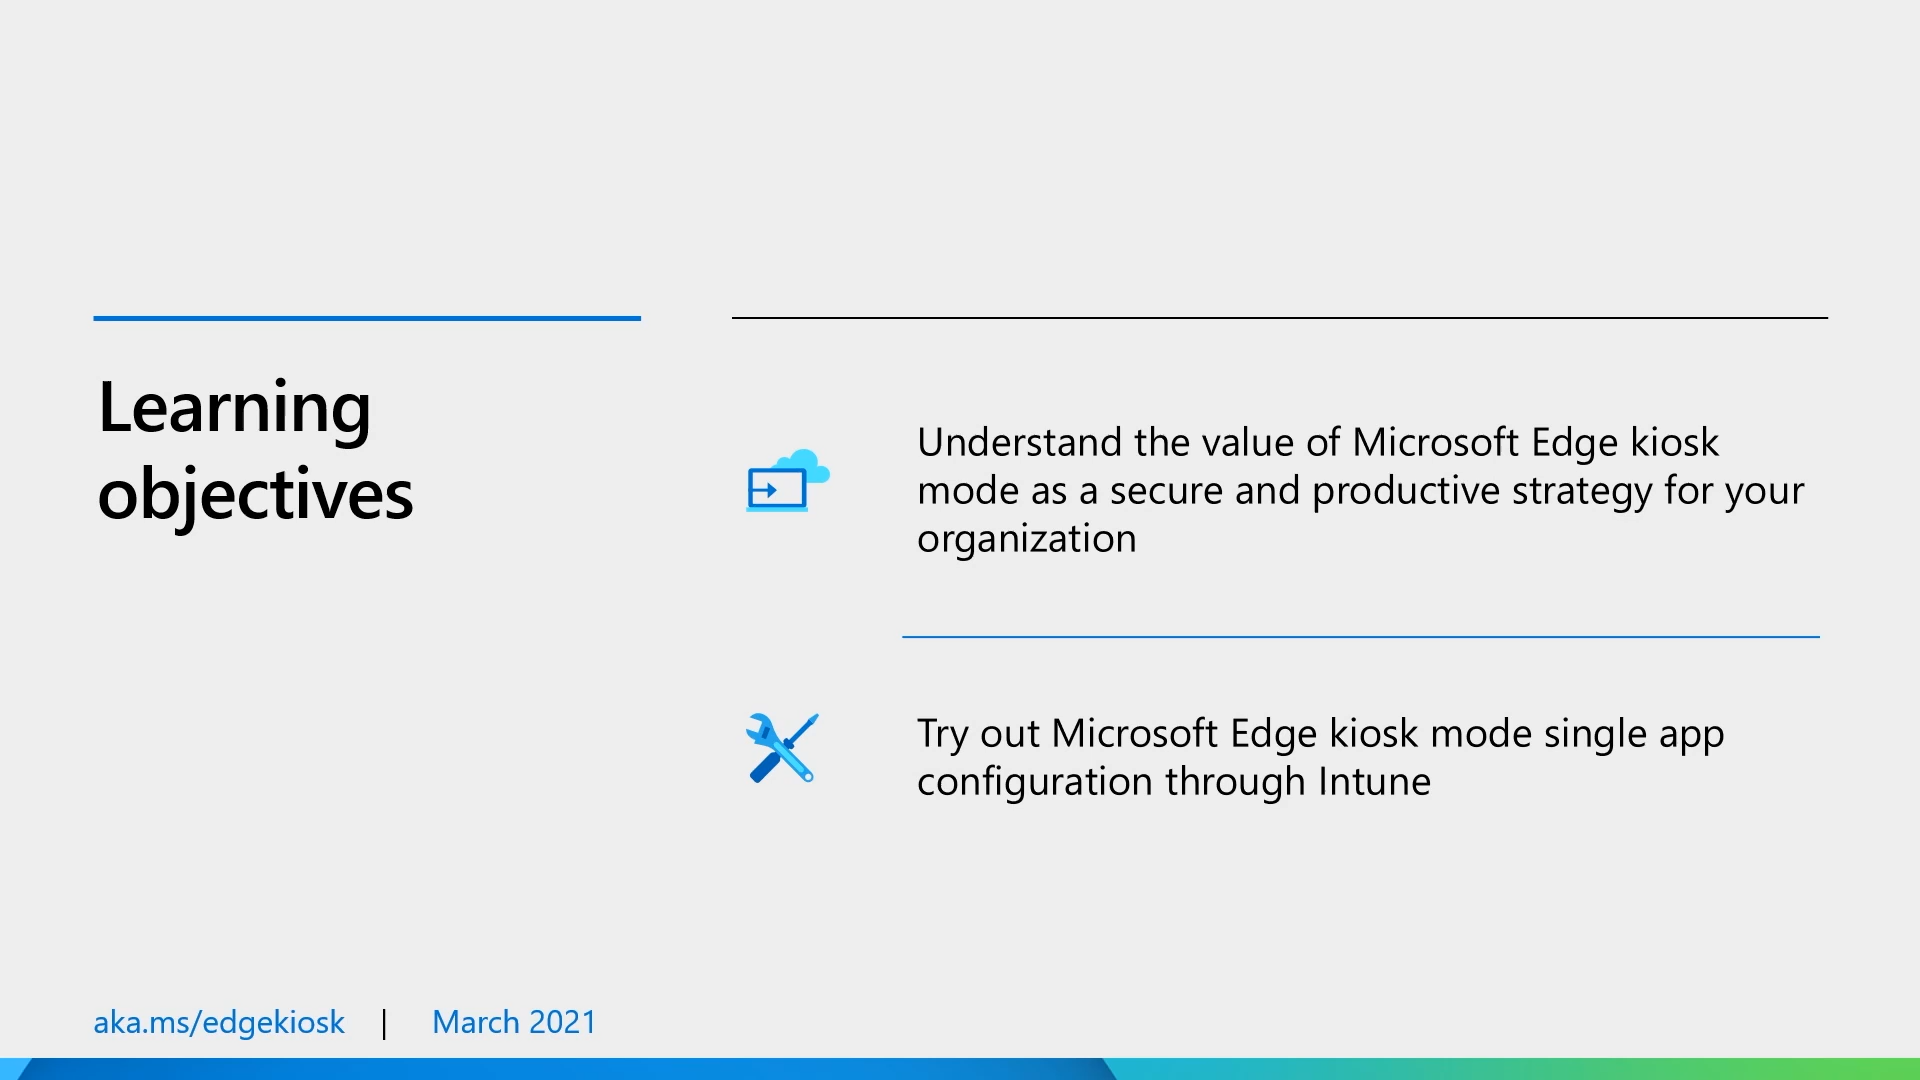 Learning
objectives
Understand the value of Microsoft Edge kiosk
mode as a secure and productive strategy for your
organization
Try out Microsoft Edge kiosk mode single app
configuration through Intune
aka.ms/edgekiosk | March 2021